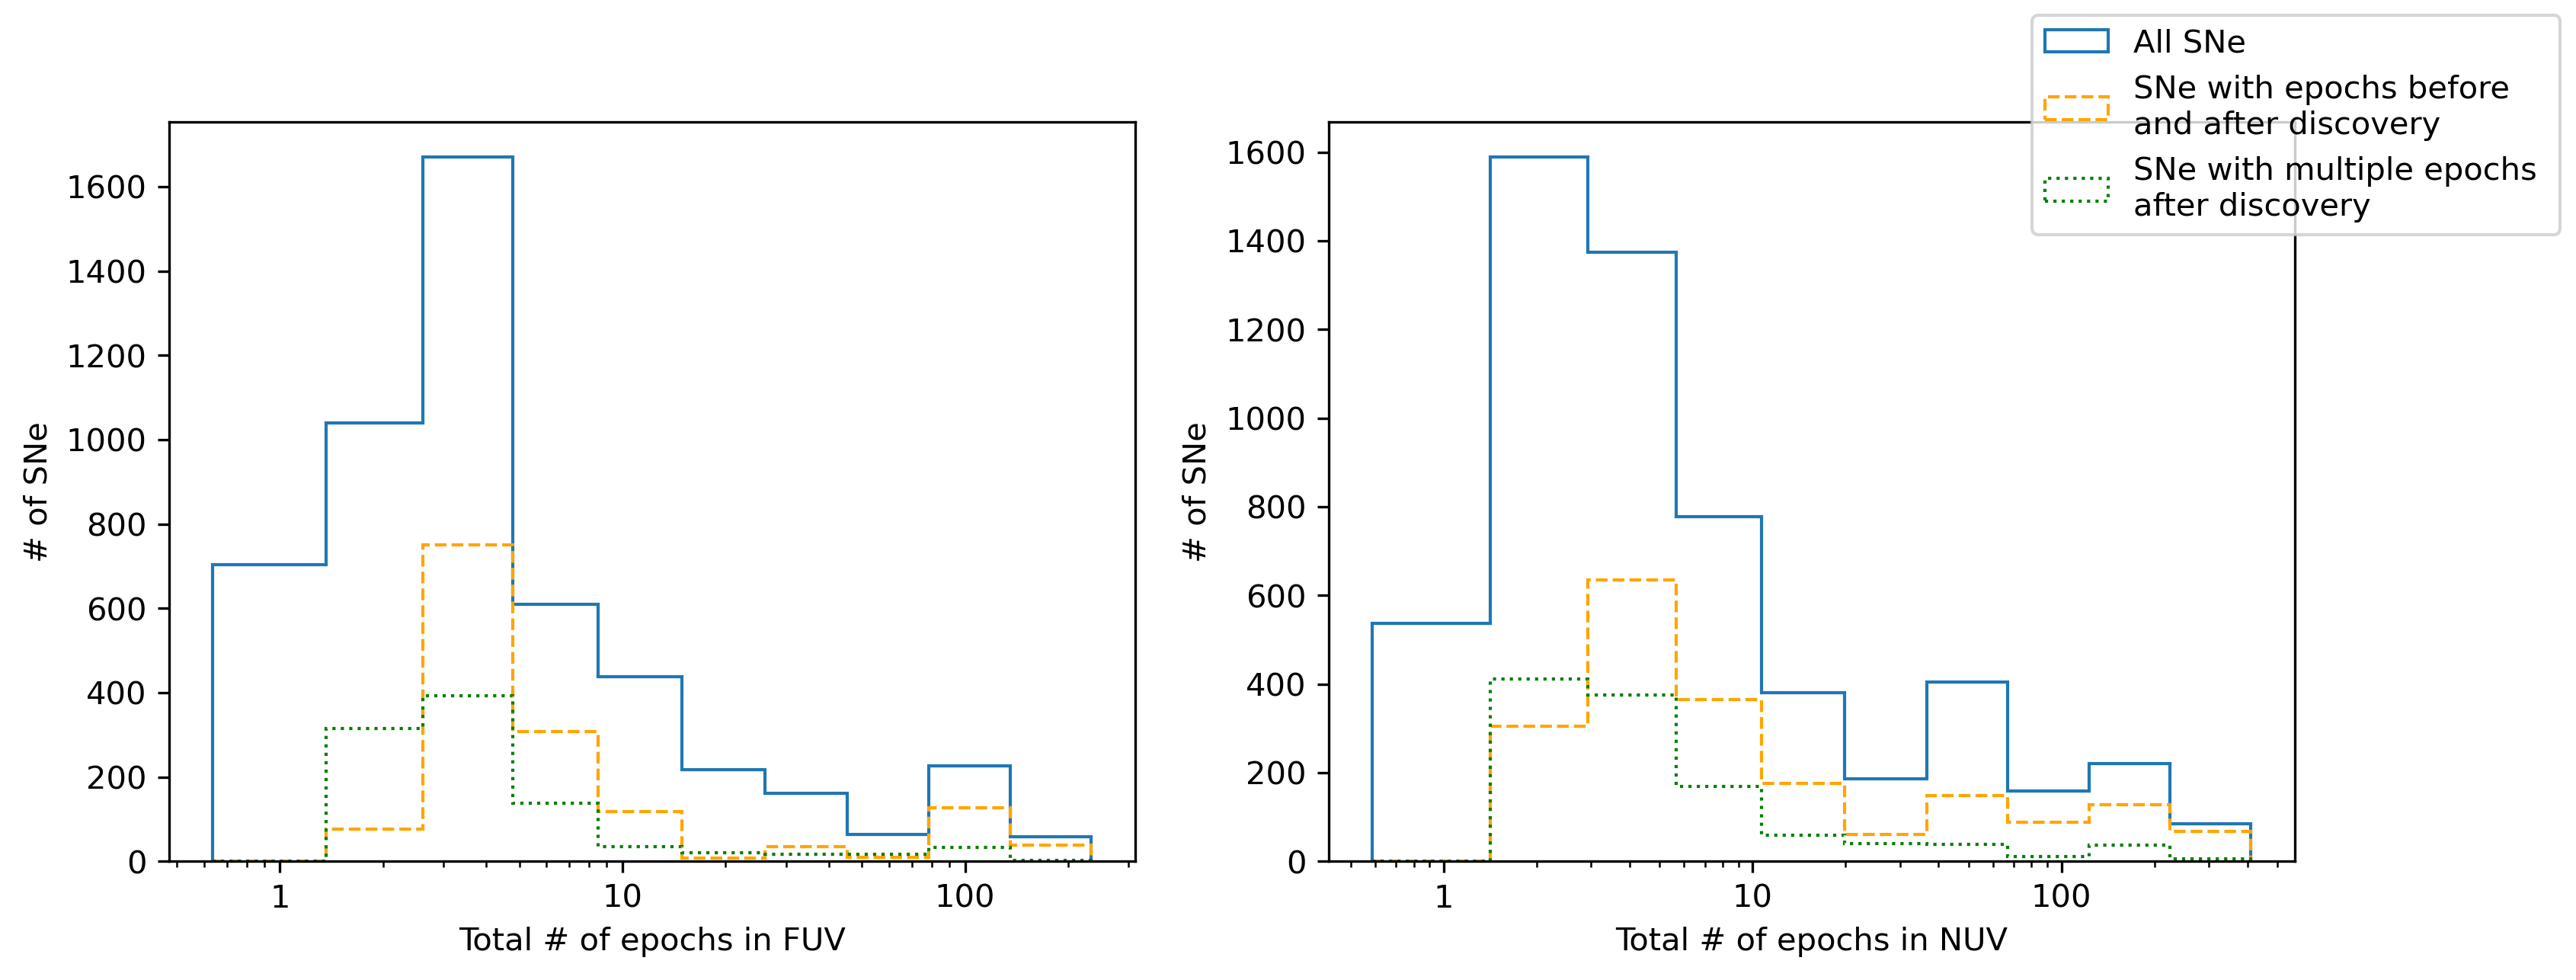 All SNe
SNe with epochs before
and after discovery
SNe with multiple epochs
after discovery
1600
1400
1200
1000
800
600
400
200
0
# of SNe
1 10 100
Total # of epochs in FUV
1600
1400
1200
1000
800
600
400
200
0
# of SNe
1 10 100
Total # of epochs in NUV